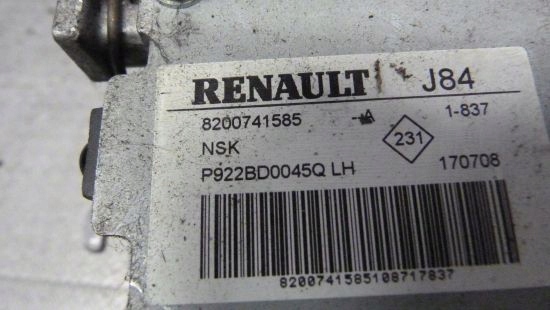 RENAULT J84
8200741585 --A 1-837
NSK 231
P922BD0045Q LH 170708
8200741585108717837